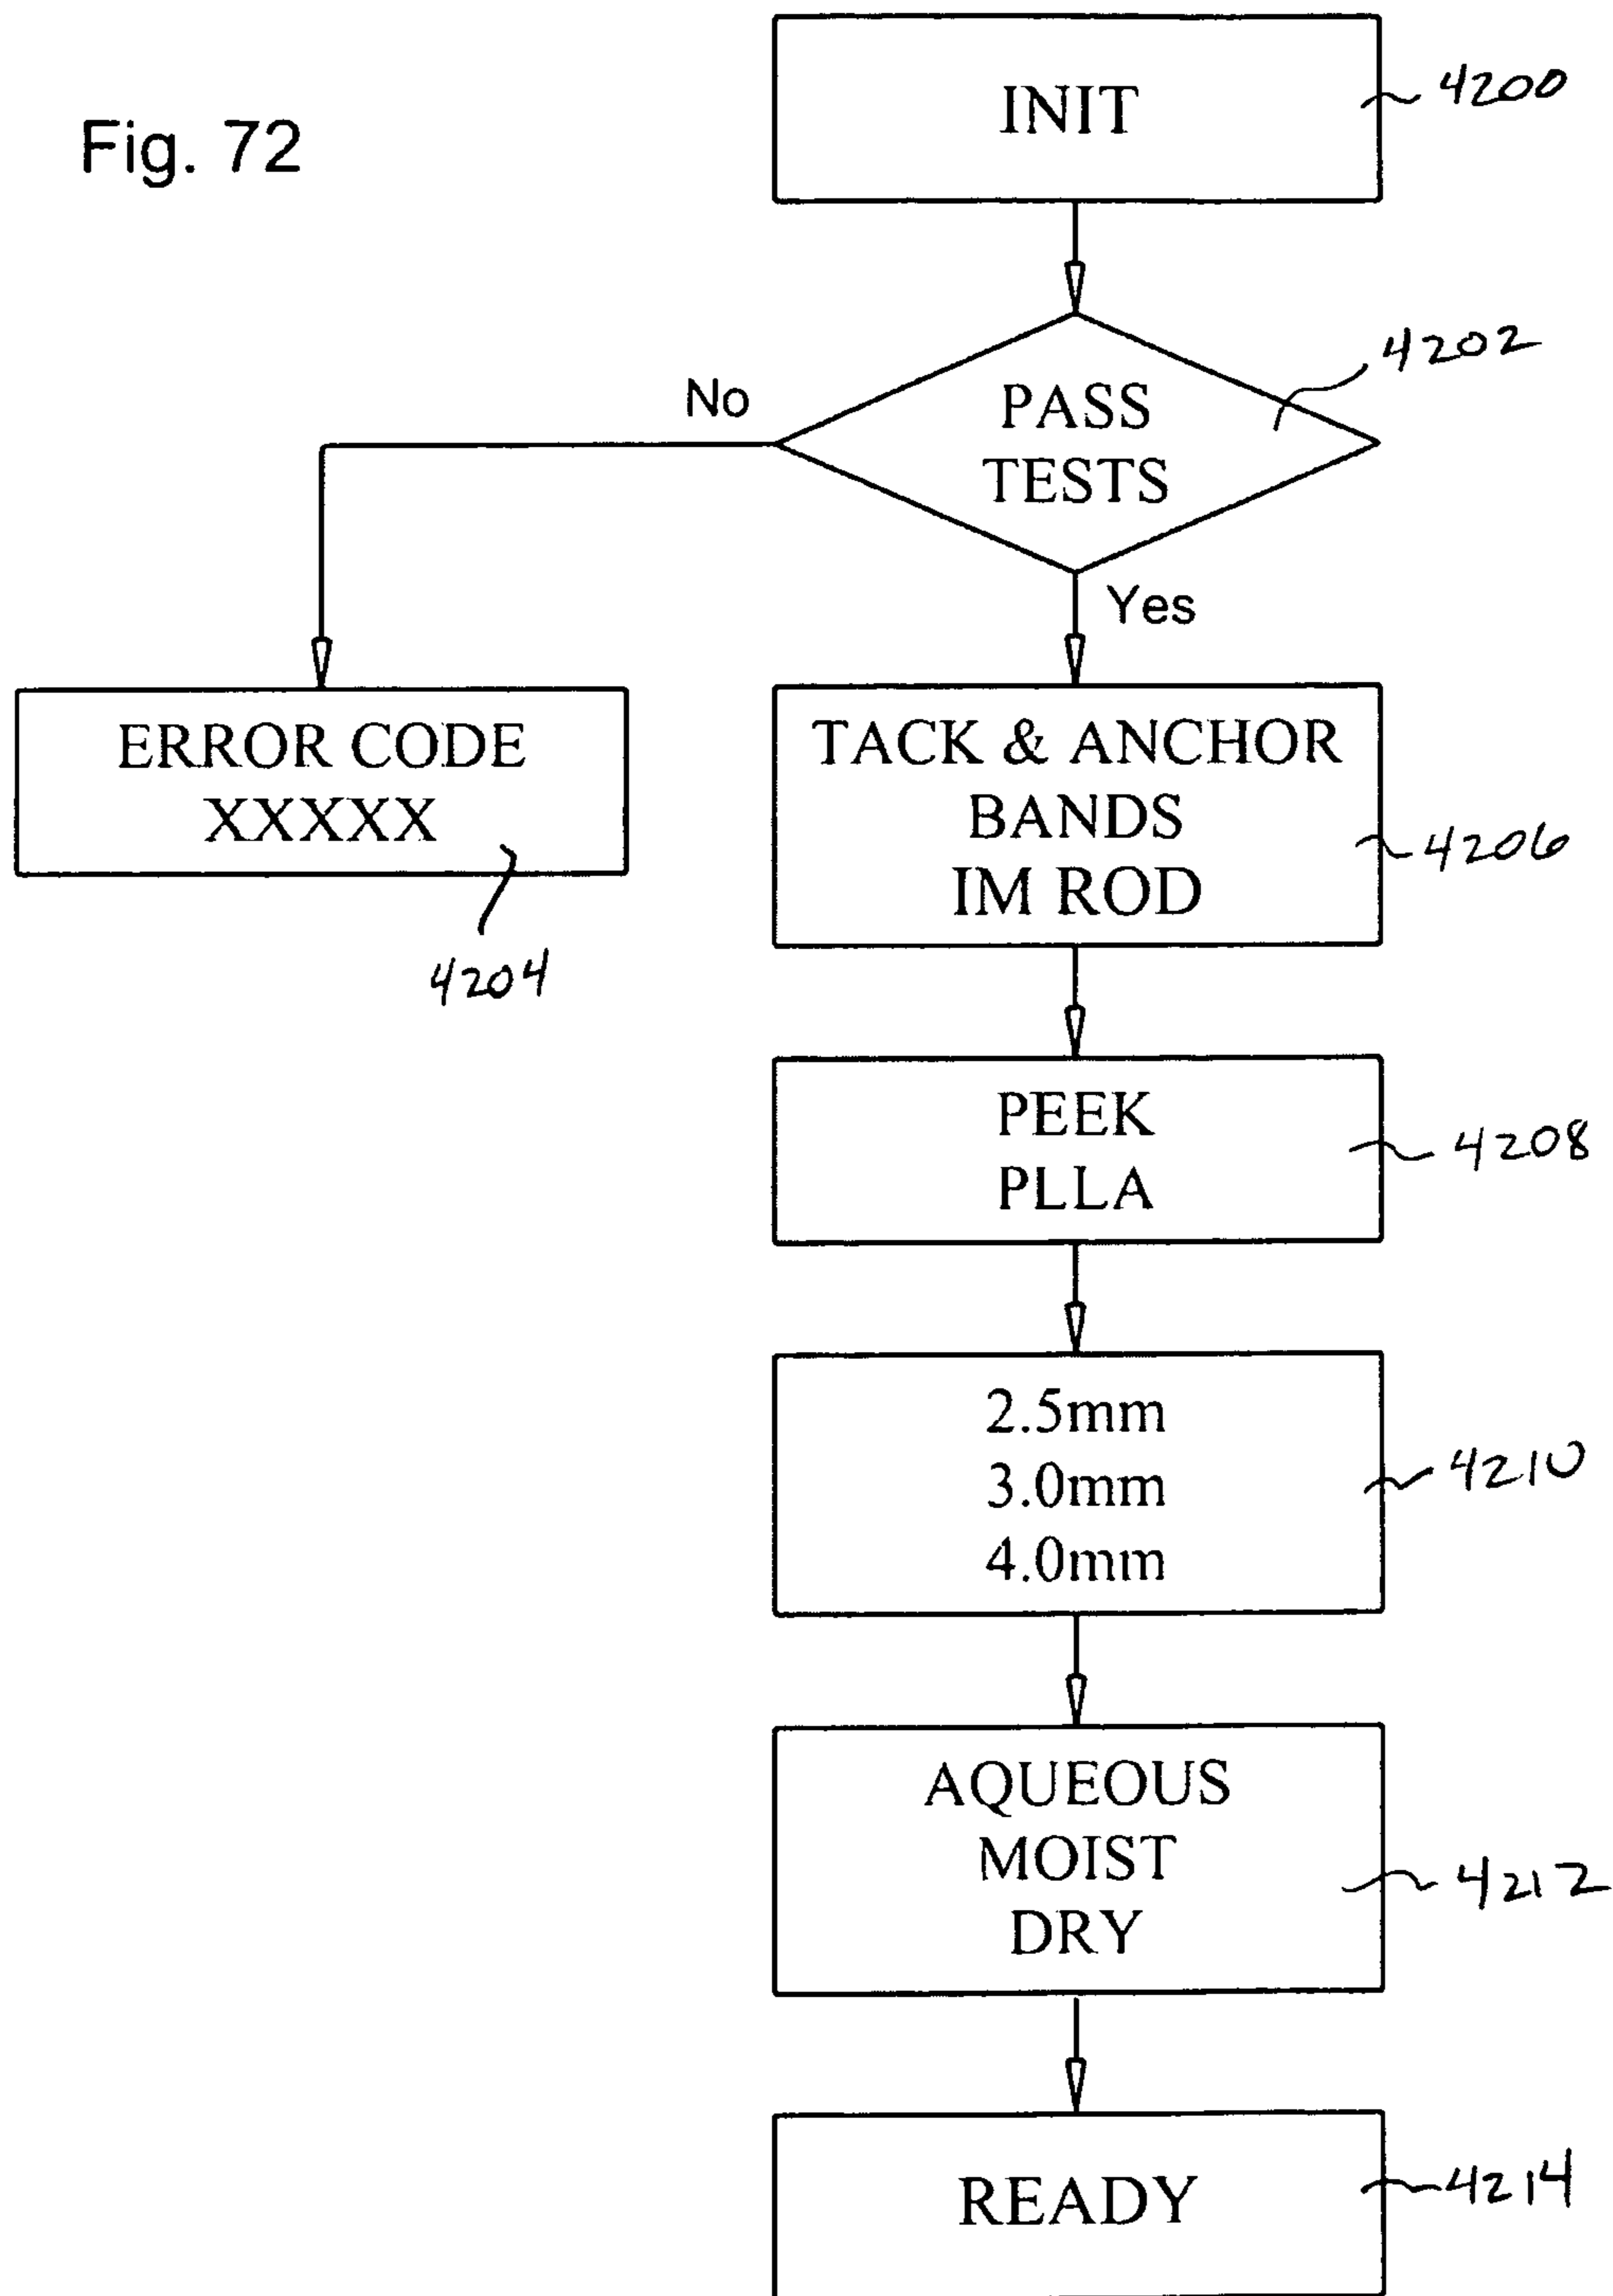 Fig. 72
INIT
4200
PASS
TESTS
4202
No
Yes
ERROR CODE
XXXXX
4204
TACK & ANCHOR
BANDS
IM ROD
4206
PEEK
PLLA
4208
2.5mm
3.0mm
4.0mm
4210
AQUEOUS
MOIST
DRY
4212
READY
4214